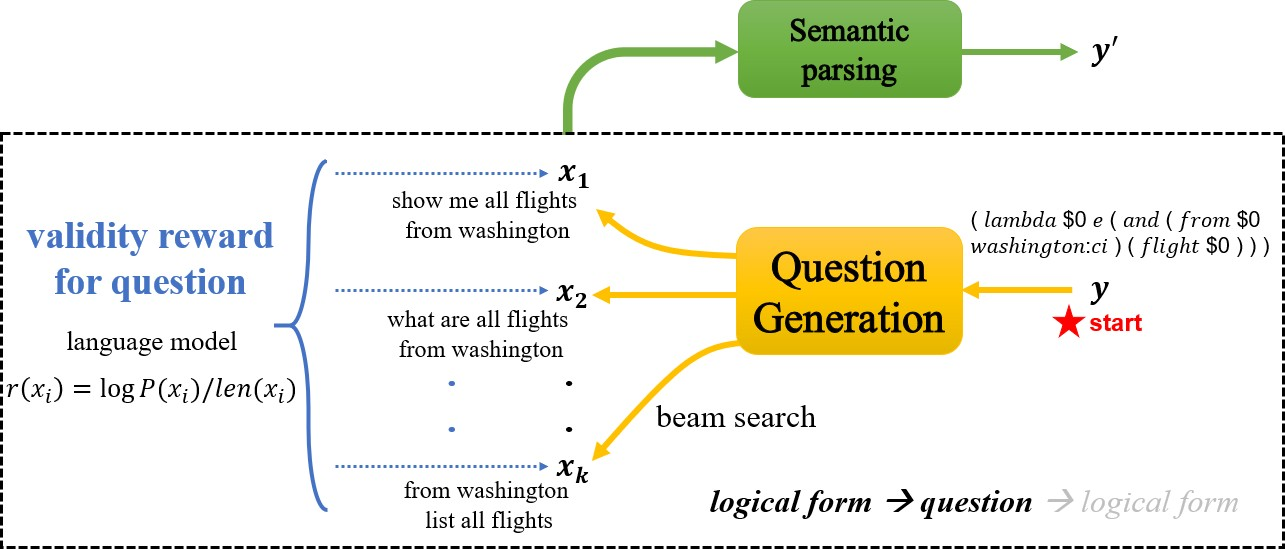 Semantic
parsing
y′
validity reward
for question
language model
r(xᵢ) = log P(xᵢ)/len(xᵢ)
x₁
show me all flights
from washington
x₂
what are all flights
from washington
xₖ
from washington
list all flights
Question
Generation
beam search
( lambda $0 e ( and ( from $0
washington:ci ) ( flight $0 ) ) )
y
start
logical form → question → logical form